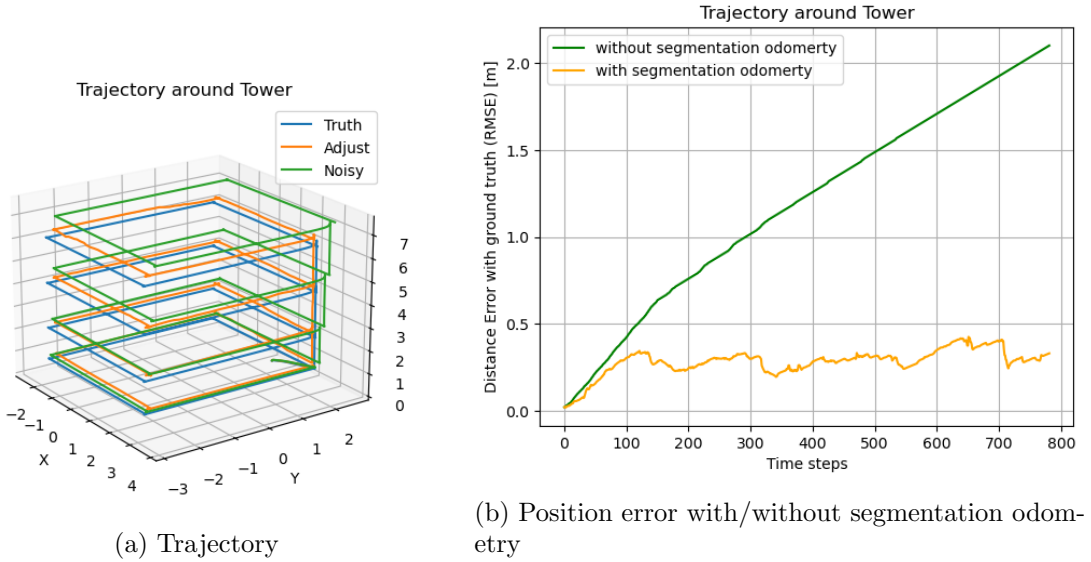 Trajectory around Tower
Truth
Adjust
Noisy
7
6
5
4
3
2
1
0
−2
−1
0
1
2
3
4
X
−3
−2
−1
0
1
2
Y
(a) Trajectory
Trajectory around Tower
without segmentation odomerty
with segmentation odomerty
Distance Error with ground truth (RMSE) [m]
2.0
1.5
1.0
0.5
0.0
0 100 200 300 400 500 600 700 800
Time steps
(b) Position error with/without segmentation odom-
etry